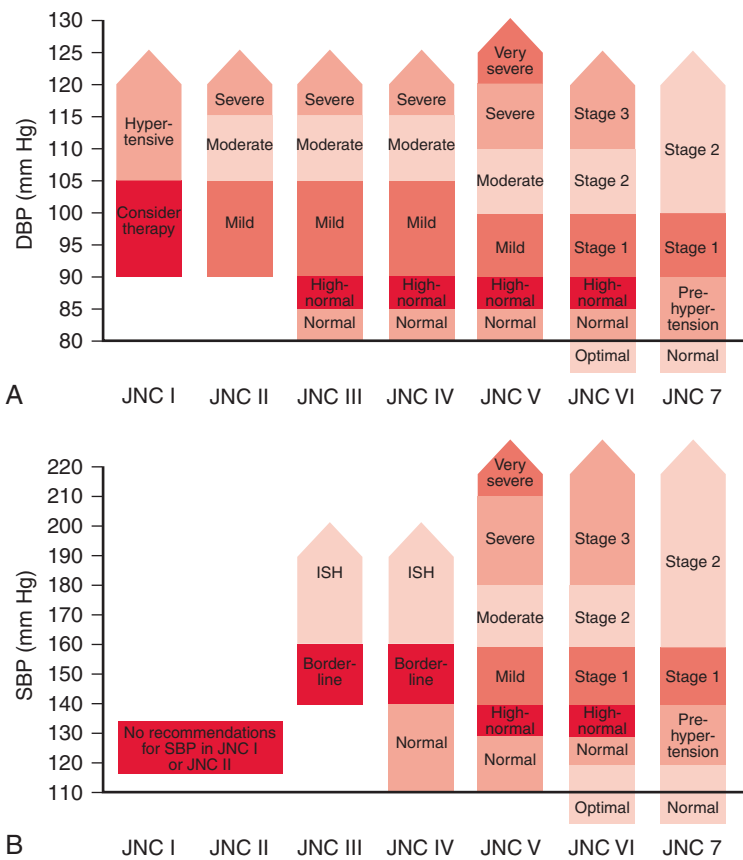 130
125
120
115
110
105
100
95
90
85
80
DBP (mm Hg)
Hyper-
tensive
Consider
therapy
Severe
Moderate
Mild
Severe
Moderate
Mild
High-
normal
Normal
Severe
Moderate
Mild
High-
normal
Normal
Very
severe
Severe
Moderate
Mild
High-
normal
Normal
Stage 3
Stage 2
Stage 1
High-
normal
Normal
Optimal
Stage 2
Stage 1
Pre-
hyper-
tension
Normal
A
JNC I JNC II JNC III JNC IV JNC V JNC VI JNC 7
220
210
200
190
180
170
160
150
140
130
120
110
SBP (mm Hg)
No recommendations
for SBP in JNC I
or JNC II
ISH
Border-
line
ISH
Border-
line
Normal
Very
severe
Severe
Moderate
Mild
High-
normal
Normal
Stage 3
Stage 2
Stage 1
High-
normal
Normal
Optimal
Stage 2
Stage 1
Pre-
hyper-
tension
Normal
B
JNC I JNC II JNC III JNC IV JNC V JNC VI JNC 7